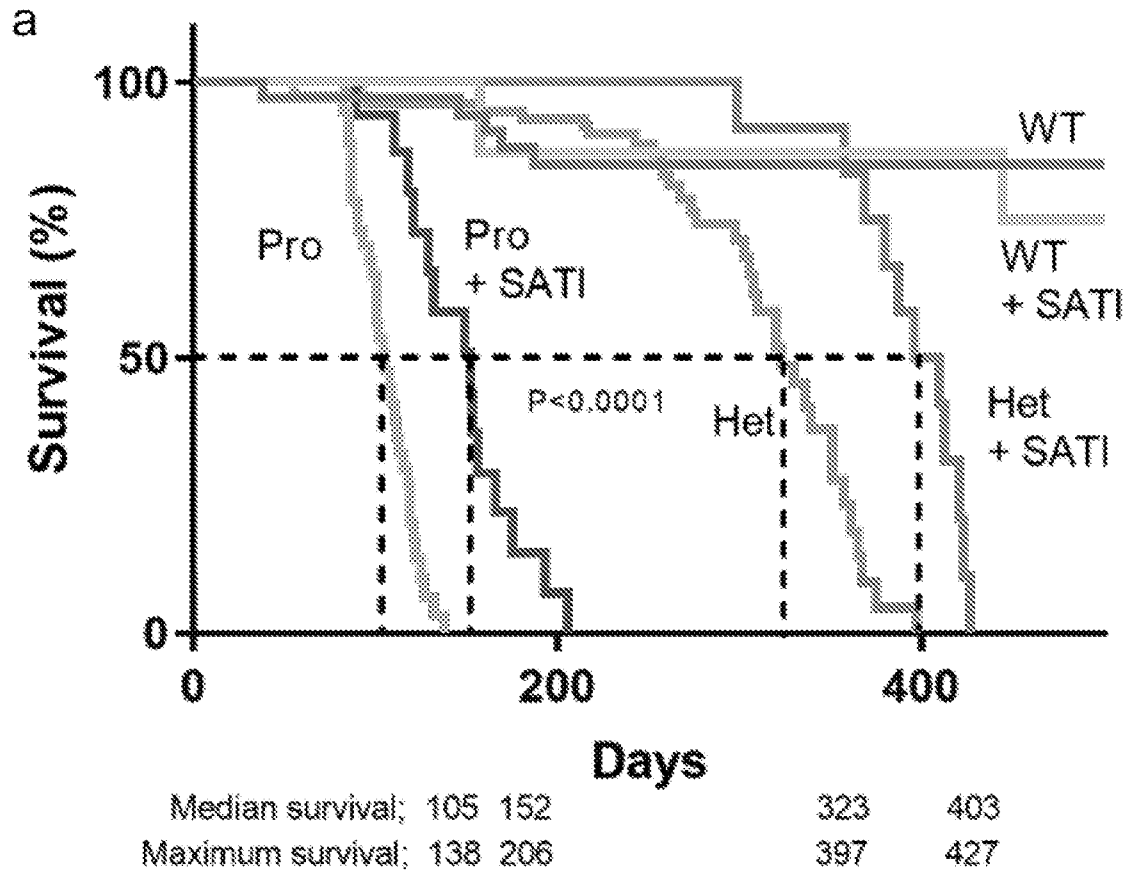 a
100
WT
Survival (%)
Pro
Pro
+ SATI
WT
+ SATI
50
P<0.0001
Het
Het
+ SATI
0
0
200
400
Days
Median survival; 105 152 323 403
Maximum survival; 138 206 397 427